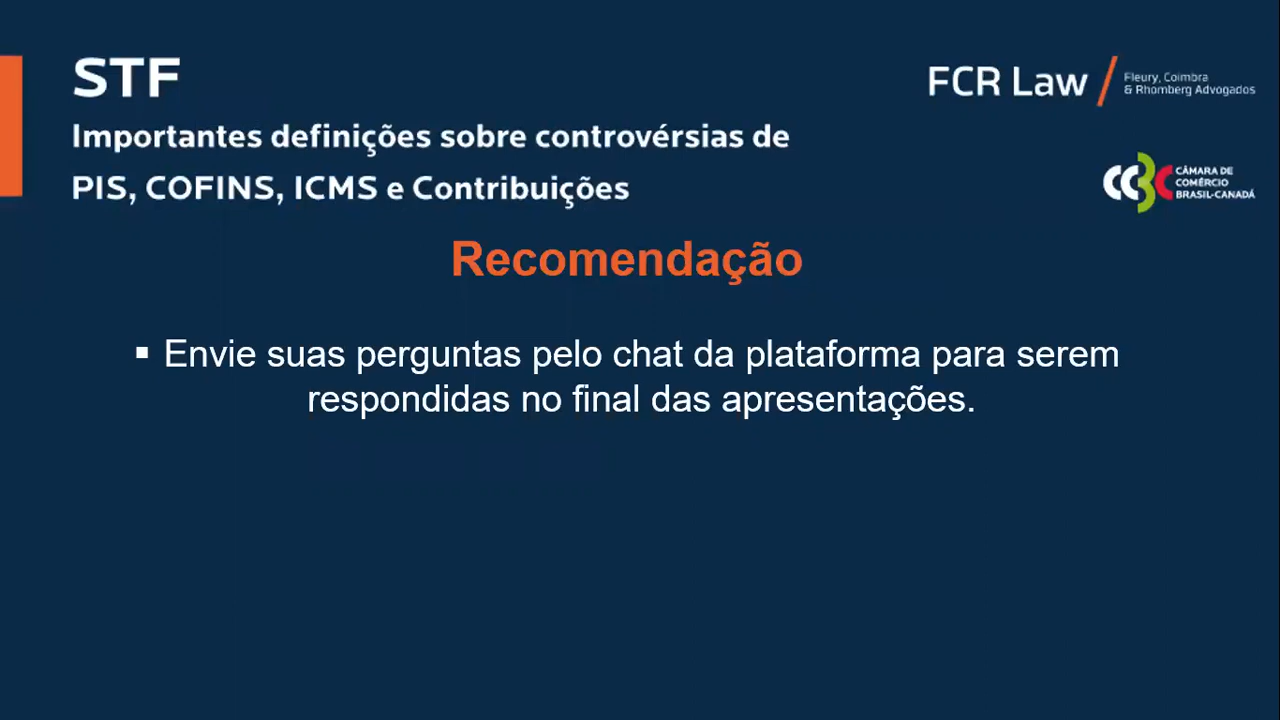 STF
Importantes definições sobre controvérsias de
PIS, COFINS, ICMS e Contribuições
FCR Law
Fleury, Coimbra
& Rhomberg Advogados
CCBC
CÂMARA DE
COMÉRCIO
BRASIL-CANADÁ
Recomendação
▪ Envie suas perguntas pelo chat da plataforma para serem
respondidas no final das apresentações.